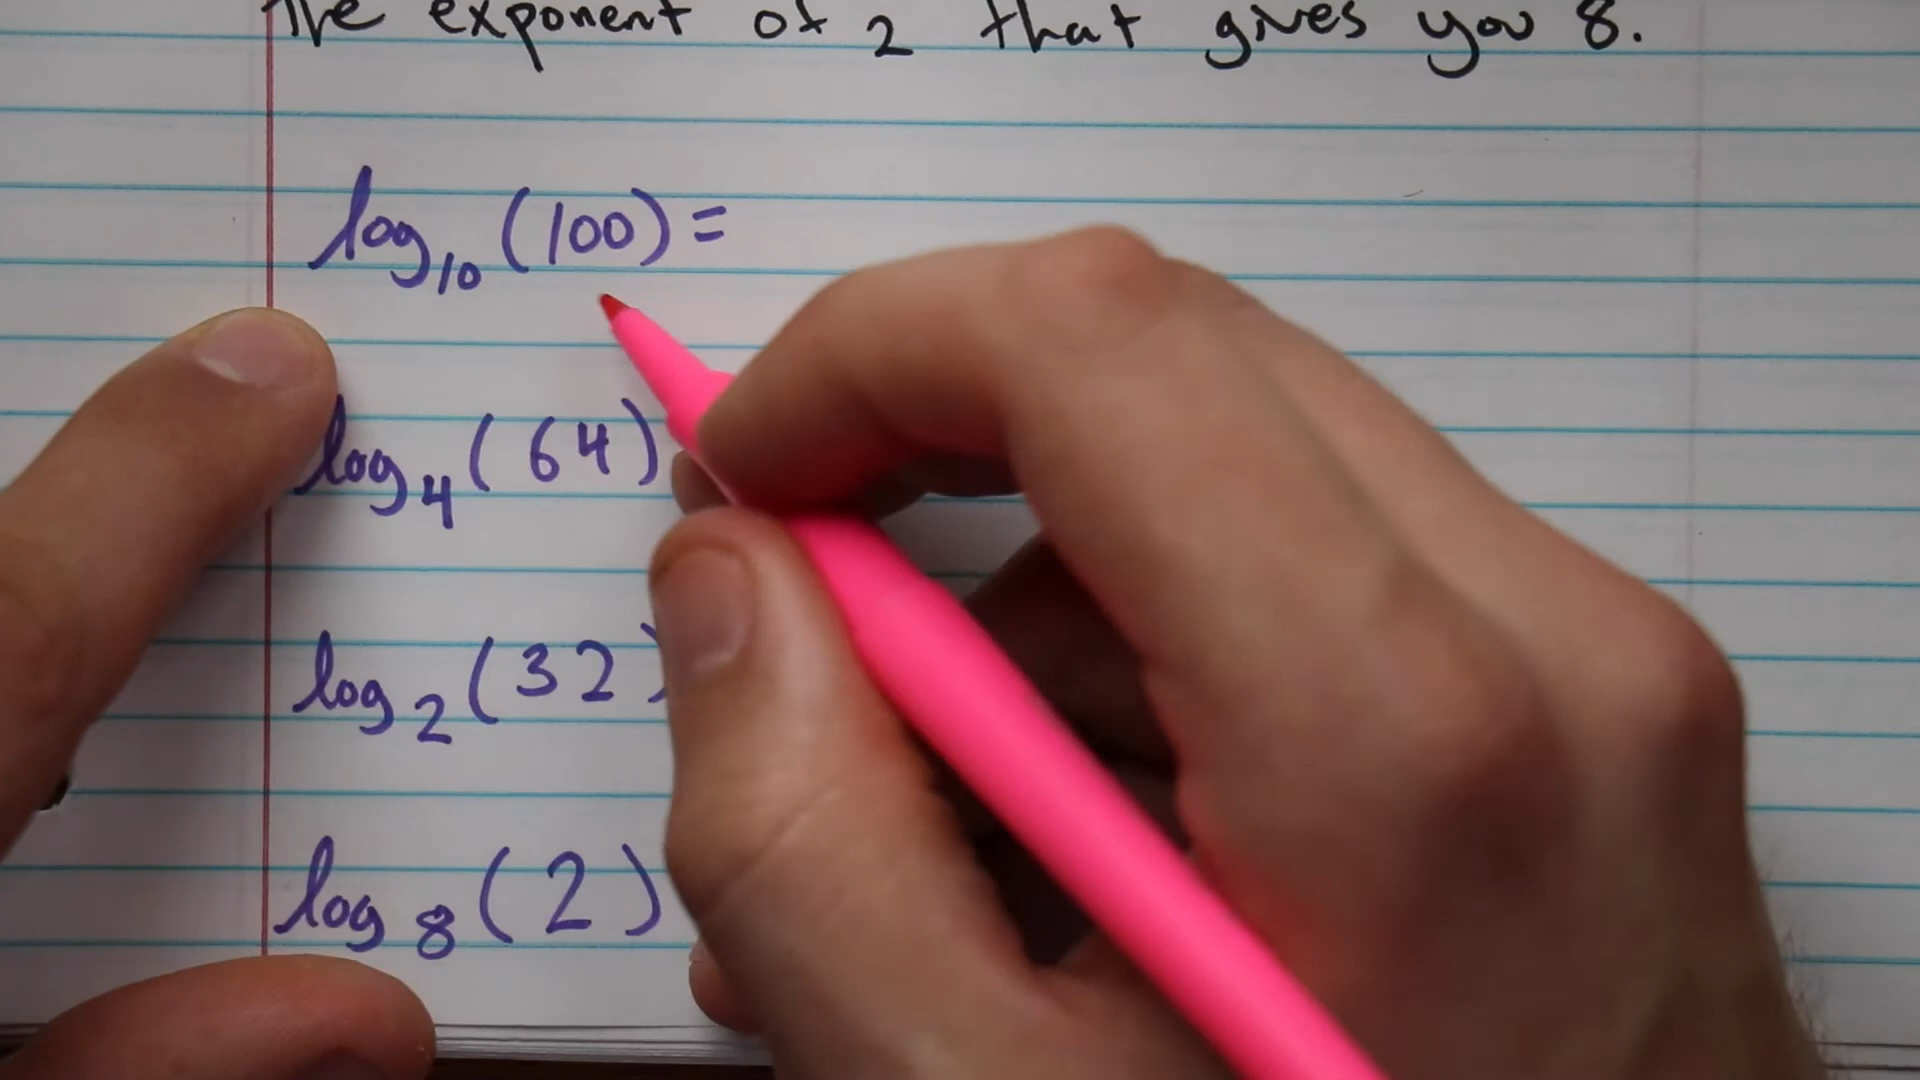 The exponent of 2 that gives you 8.
log₁₀(100)=
log₄(64)
log₂(32)
log₈(2)